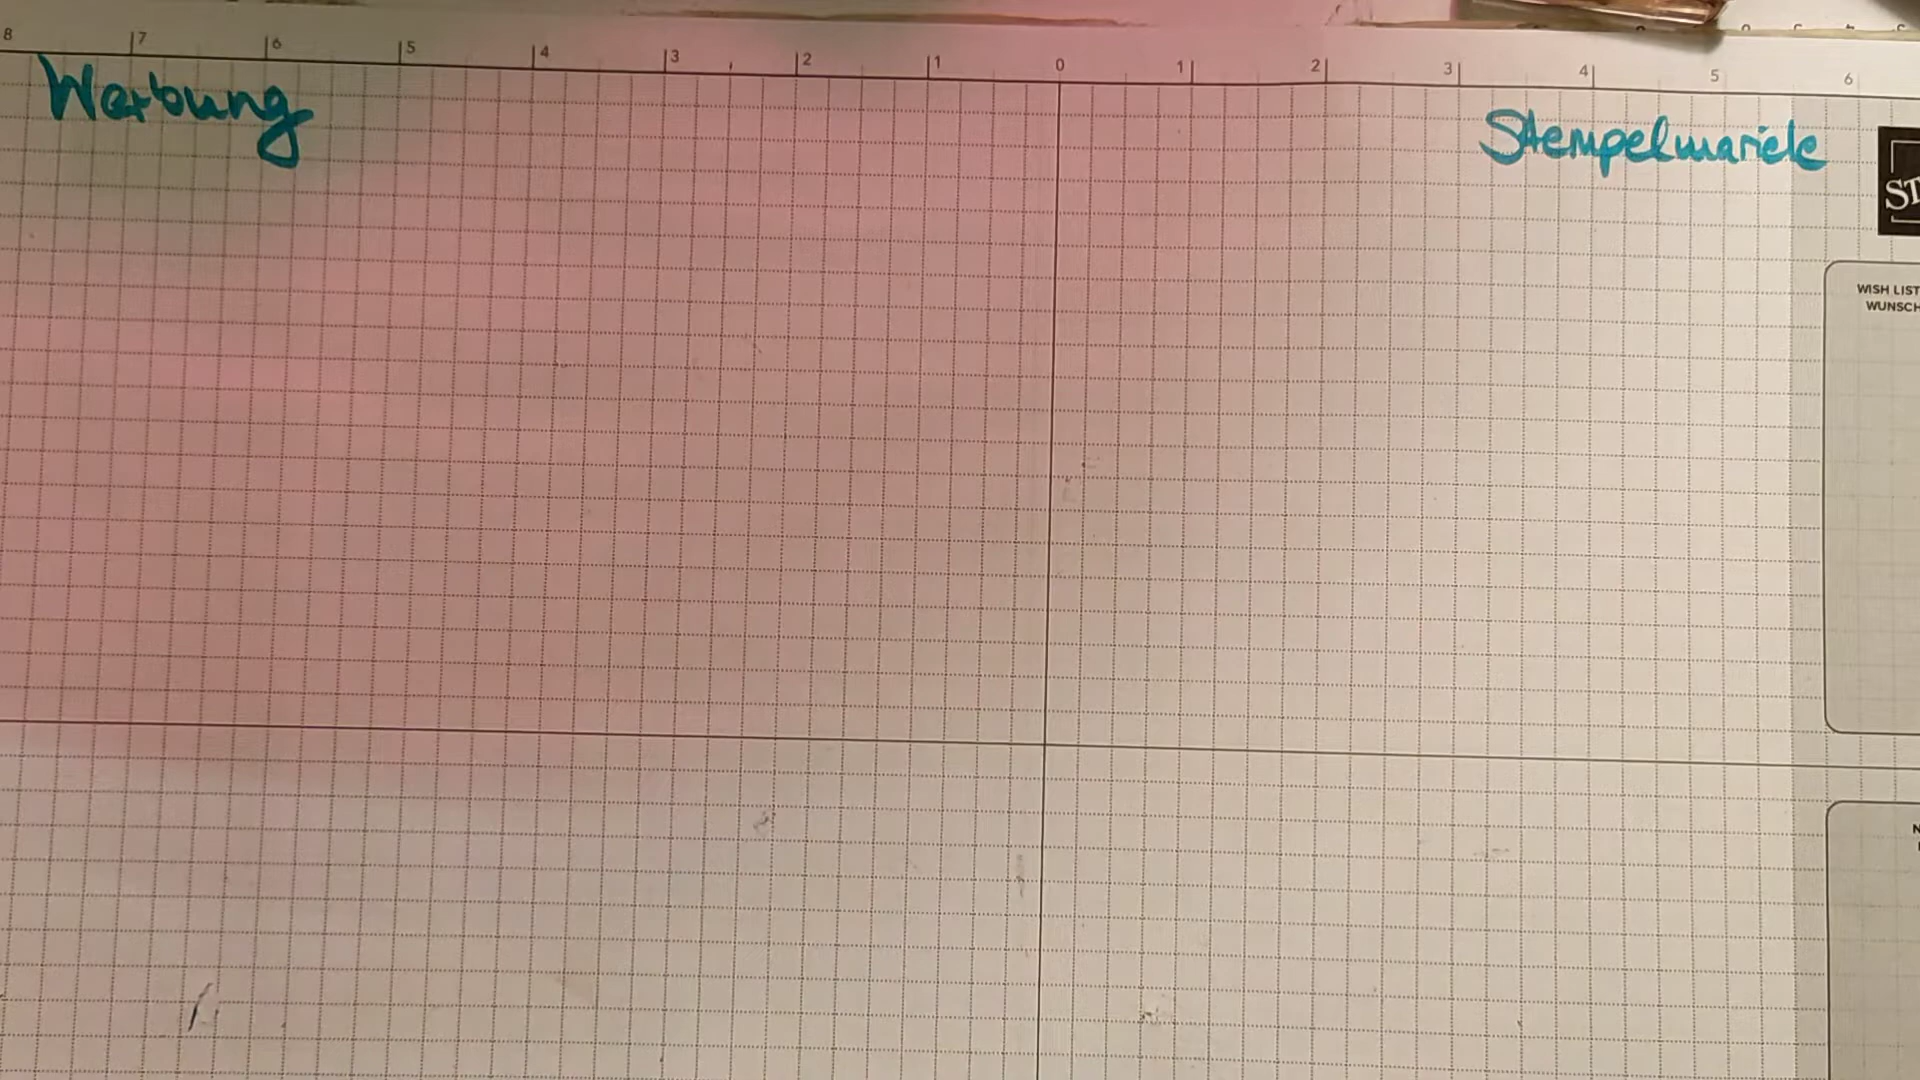 8 7 6 5 4 3 2 1 0 1 2 3 4 5 6
Werbung
Stempelmariele
WISH LIST
WUNSCH